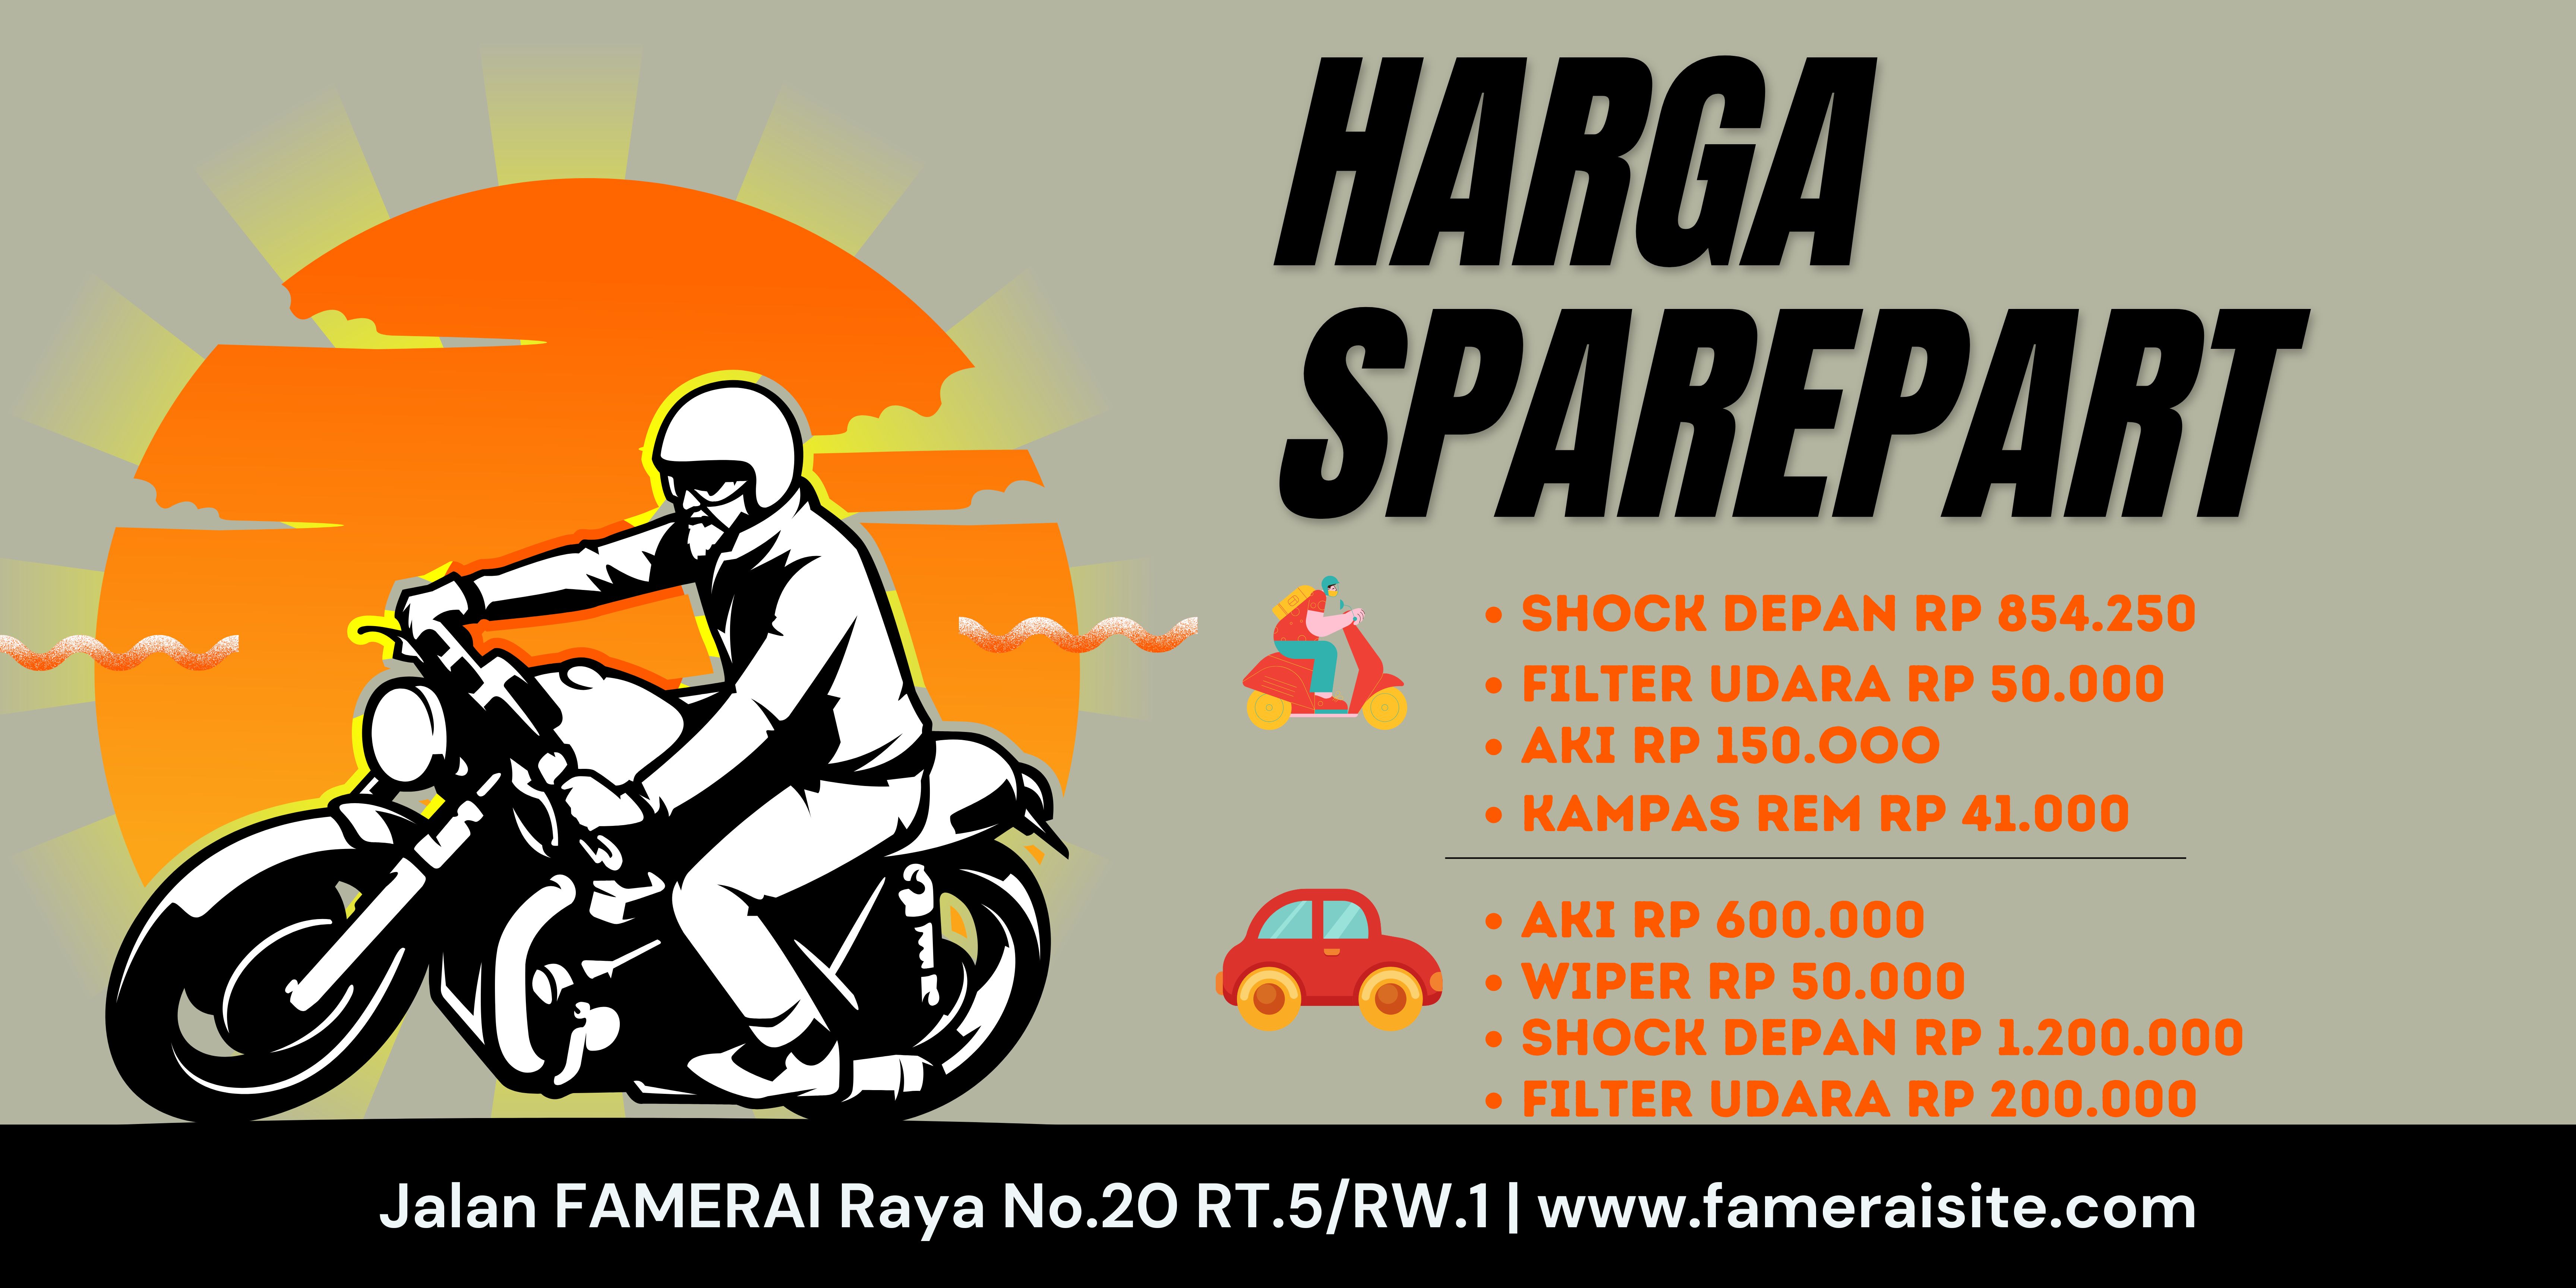 HARGA
SPAREPART
• SHOCK DEPAN RP 854.250
• FILTER UDARA RP 50.000
• AKI RP 150.OOO
• KAMPAS REM RP 41.000
• AKI RP 600.000
• WIPER RP 50.000
• SHOCK DEPAN RP 1.200.000
• FILTER UDARA RP 200.000
Jalan FAMERAI Raya No.20 RT.5/RW.1 | www.fameraisite.com